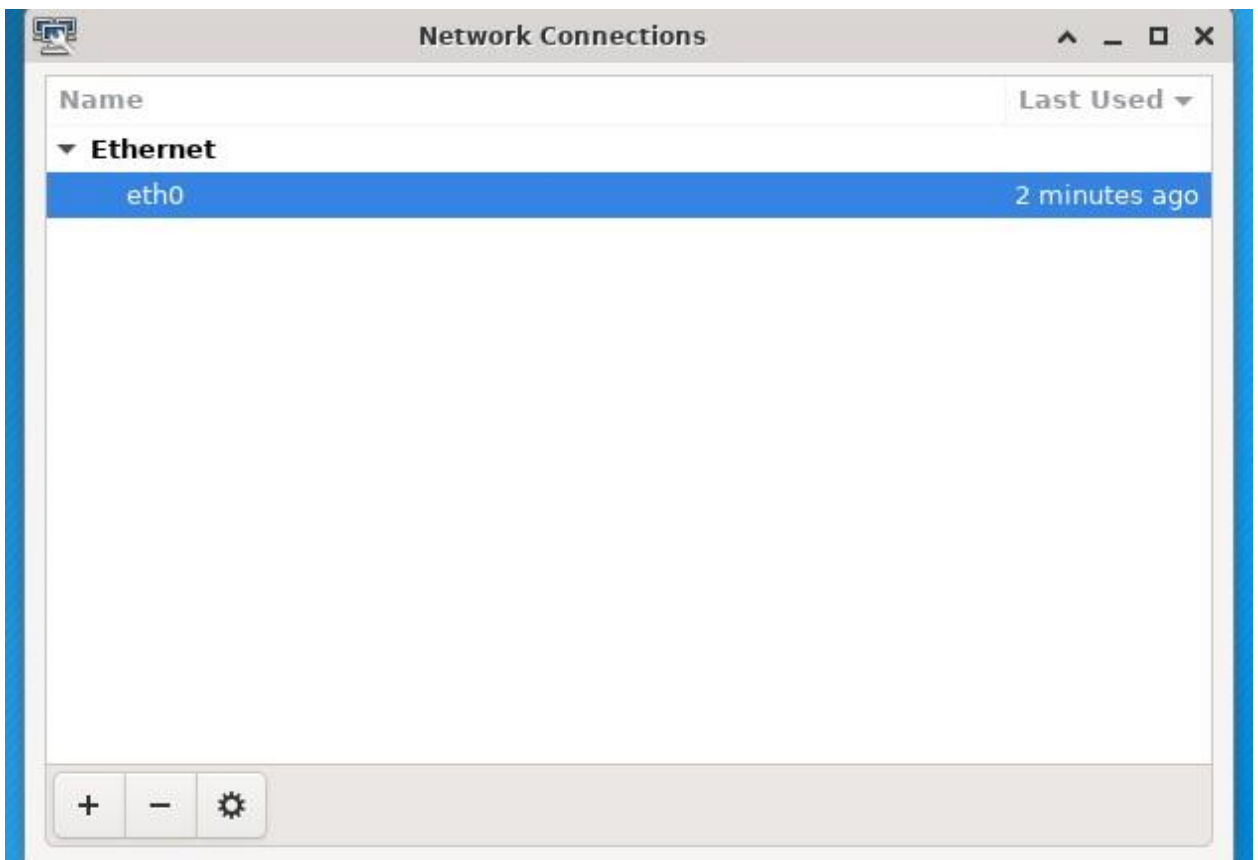 Network Connections
Name Last Used
Ethernet
eth0 2 minutes ago